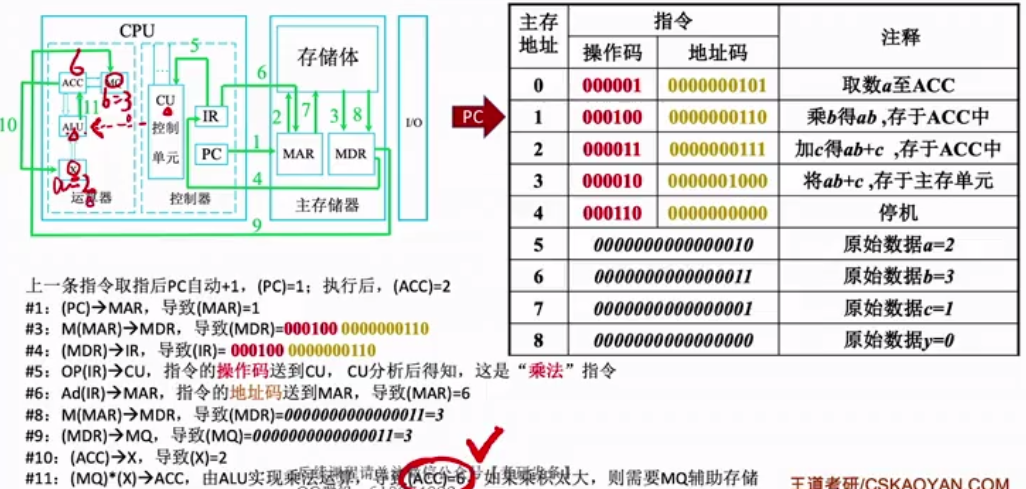 CPU
ACC
MQ
ALU
X
运算器
CU
控制
单元
IR
PC
控制器
存储体
MAR
MDR
主存储器
I/O
1
2
3
4
5
6
7
8
9
10
11
6
b=3
a=2
PC
主存地址 指令 注释
操作码 地址码
0 000001 0000000101 取数a至ACC
1 000100 0000000110 乘b得ab ,存于ACC中
2 000011 0000000111 加c得ab+c ,存于ACC中
3 000010 0000001000 将ab+c ,存于主存单元
4 000110 0000000000 停机
5 0000000000000010 原始数据a=2
6 0000000000000011 原始数据b=3
7 0000000000000001 原始数据c=1
8 0000000000000000 原始数据y=0
上一条指令取指后PC自动+1，(PC)=1；执行后，(ACC)=2
#1：(PC)→MAR，导致(MAR)=1
#3：M(MAR)→MDR，导致(MDR)=000100 0000000110
#4：(MDR)→IR，导致(IR)= 000100 0000000110
#5：OP(IR)→CU，指令的操作码送到CU， CU分析后得知，这是“乘法”指令
#6：Ad(IR)→MAR，指令的地址码送到MAR，导致(MAR)=6
#8：M(MAR)→MDR，导致(MDR)=0000000000000011=3
#9：(MDR)→MQ，导致(MQ)=0000000000000011=3
#10：(ACC)→X，导致(X)=2
#11：(MQ)*(X)→ACC，由ALU实现乘法运算，导致(ACC)=6，如果乘积太大，则需要MQ辅助存储
王道考研/CSKAOYAN.COM